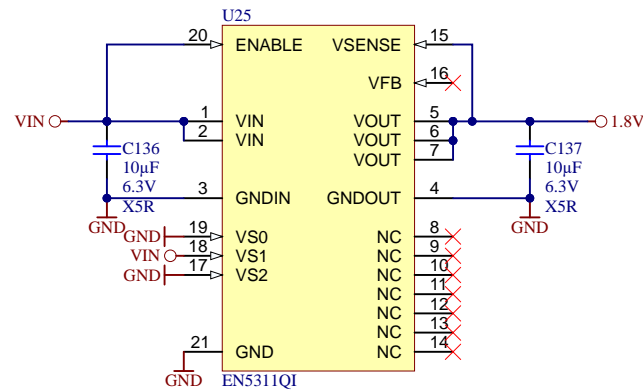 U25
20 ENABLE VSENSE 15
VFB 16
VIN 1 VIN VOUT 5 1.8V
2 VIN VOUT 6
VOUT 7
C136
10µF
6.3V
X5R
C137
10µF
6.3V
X5R
3 GNDIN GNDOUT 4
GND GND
GND 19 VS0 NC 8
VIN 18 VS1 NC 9
GND 17 VS2 NC 10
NC 11
NC 12
NC 13
21 GND NC 14
GND
EN5311QI